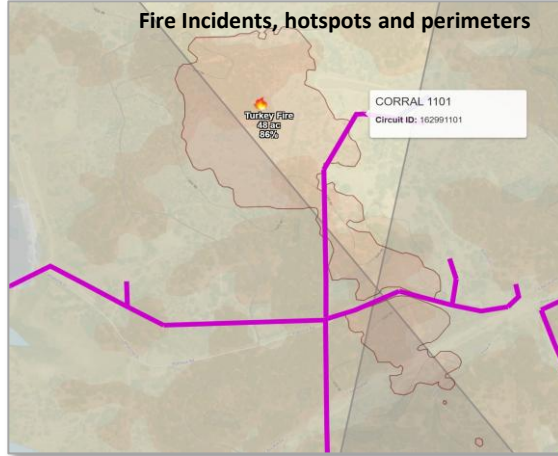 Fire Incidents, hotspots and perimeters
CORRAL 1101
Circuit ID: 162991101
Turkey Fire
48 ac
86%